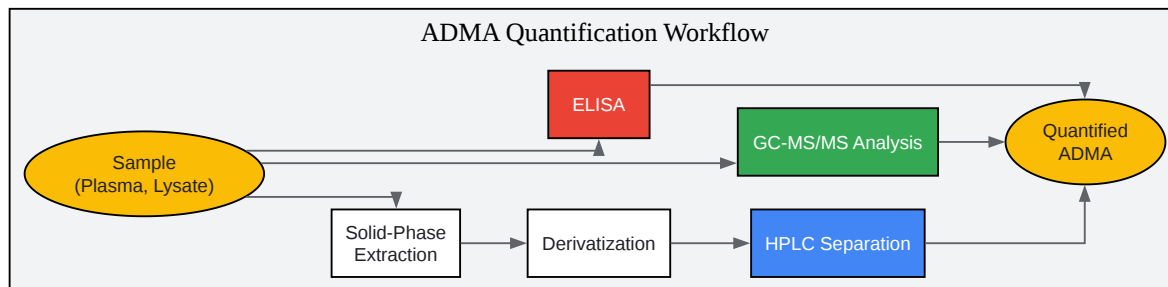 ADMA Quantification Workflow
ELISA
GC-MS/MS Analysis
Quantified
ADMA
Sample
(Plasma, Lysate)
Solid-Phase
Extraction
Derivatization
HPLC Separation